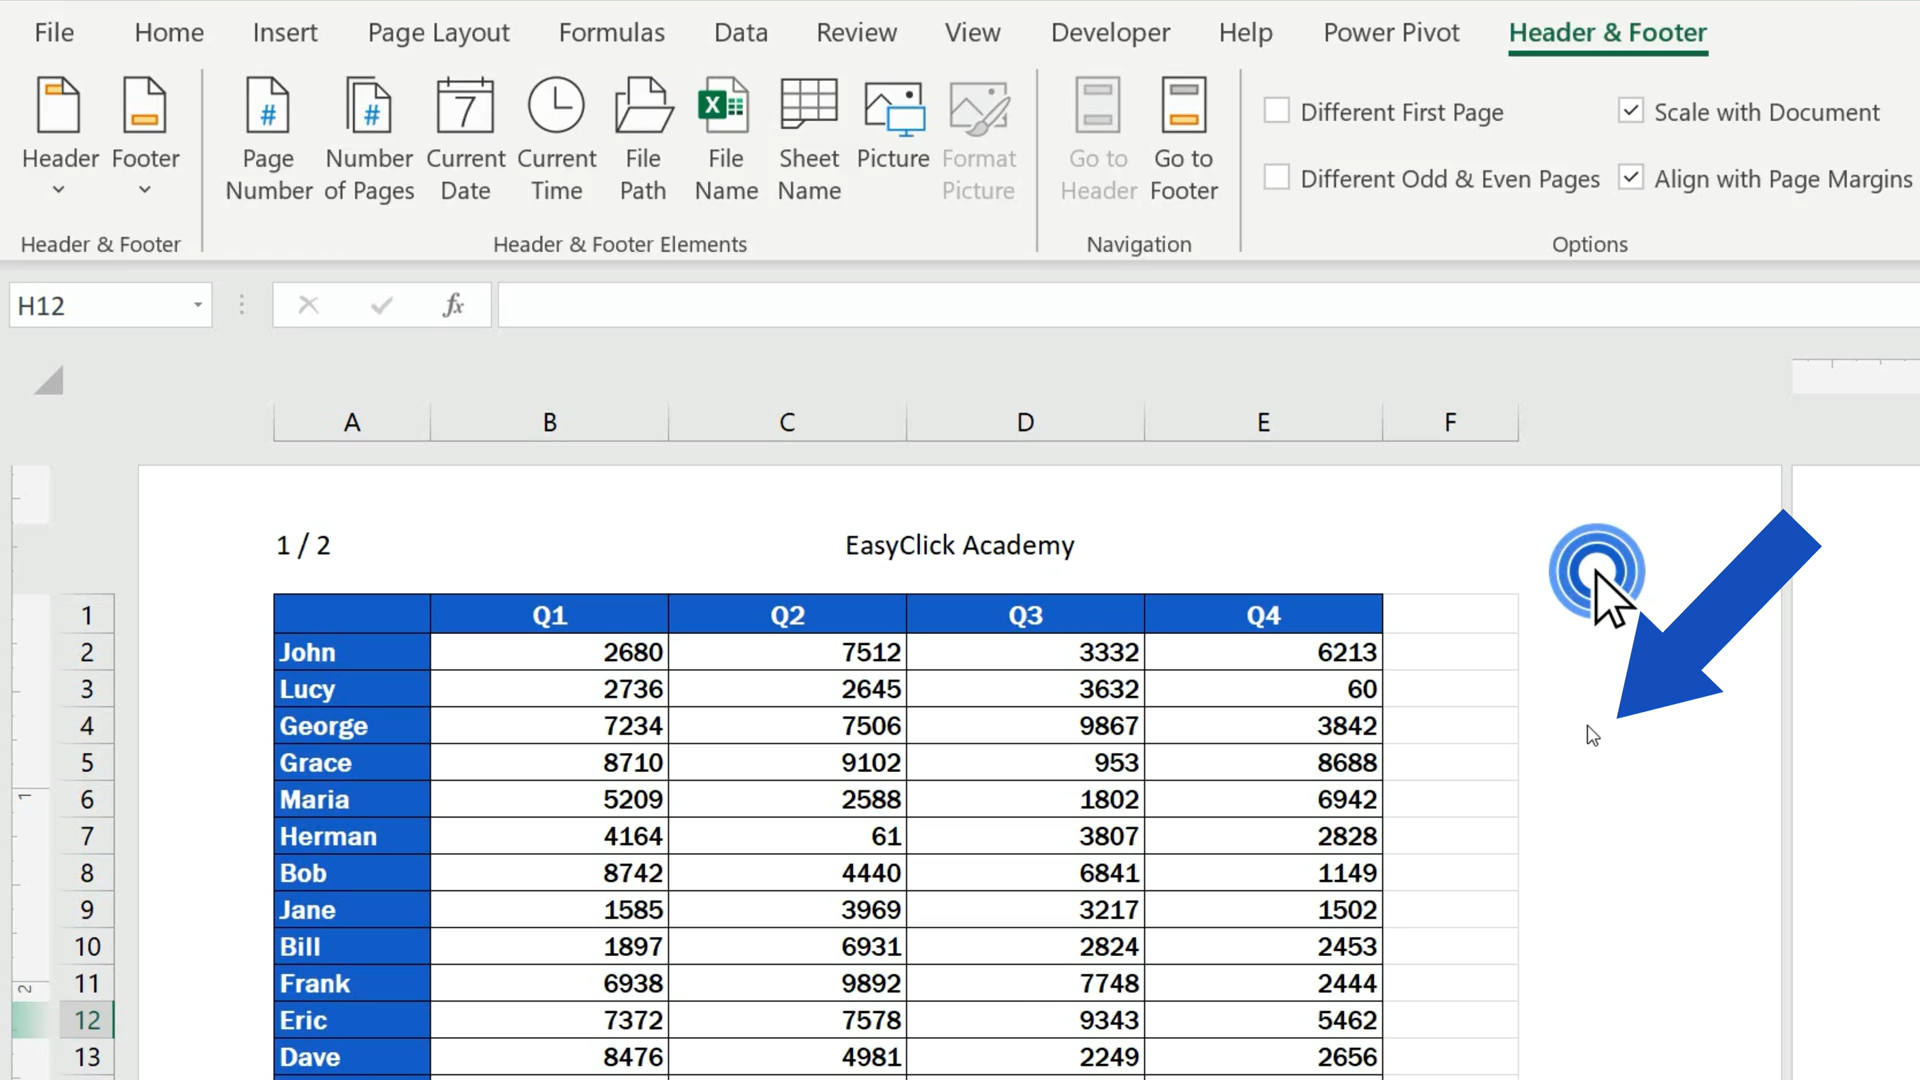 File Home Insert Page Layout Formulas Data Review View Developer Help Power Pivot Header & Footer
Header Footer Page Number Number of Pages Current Date Current Time File Path File Name Sheet Name Picture Format Picture Go to Header Go to Footer
# # 7 X
Different First Page Scale with Document
Different Odd & Even Pages Align with Page Margins
Header & Footer Header & Footer Elements Navigation Options
H12 fx
A B C D E F
1 / 2 EasyClick Academy
1 Q1 Q2 Q3 Q4
2 John 2680 7512 3332 6213
3 Lucy 2736 2645 3632 60
4 George 7234 7506 9867 3842
5 Grace 8710 9102 953 8688
1
6 Maria 5209 2588 1802 6942
7 Herman 4164 61 3807 2828
8 Bob 8742 4440 6841 1149
9 Jane 1585 3969 3217 1502
10 Bill 1897 6931 2824 2453
2
11 Frank 6938 9892 7748 2444
12 Eric 7372 7578 9343 5462
13 Dave 8476 4981 2249 2656